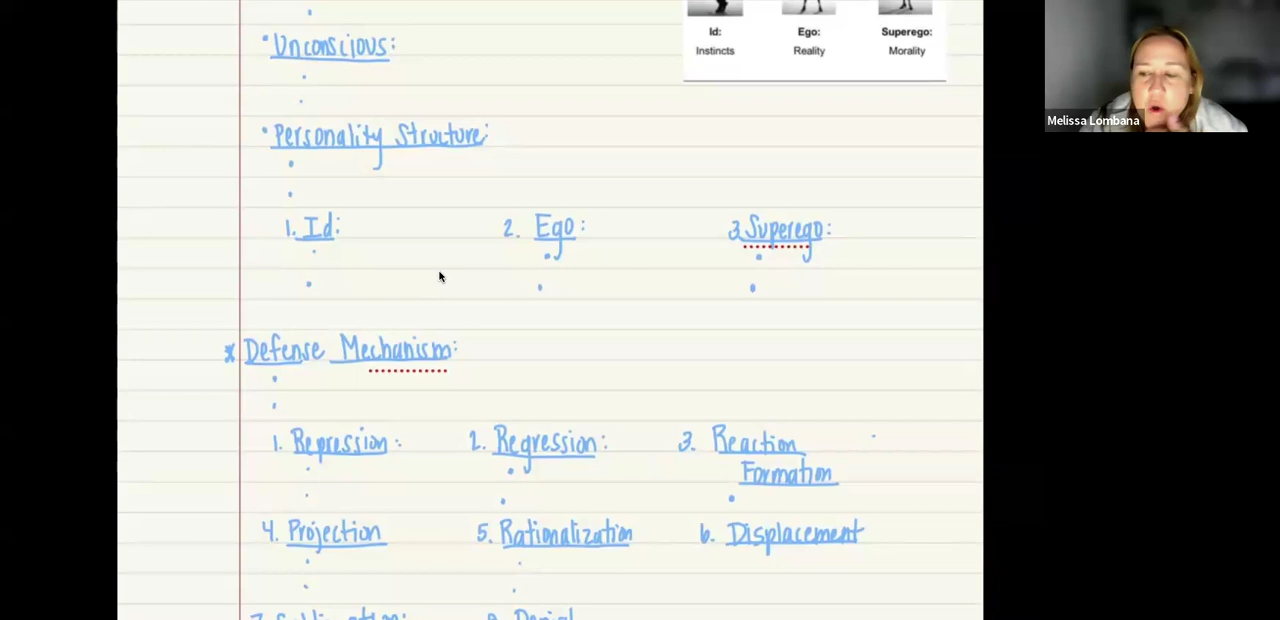 Id: Ego: Superego:
Instincts Reality Morality
Melissa Lombana
• Unconscious:
• Personality Structure:
1. Id: 2. Ego: 3 Superego:
* Defense Mechanism:
1. Repression: 2. Regression: 3. Reaction
Formation
4. Projection 5. Rationalization 6. Displacement